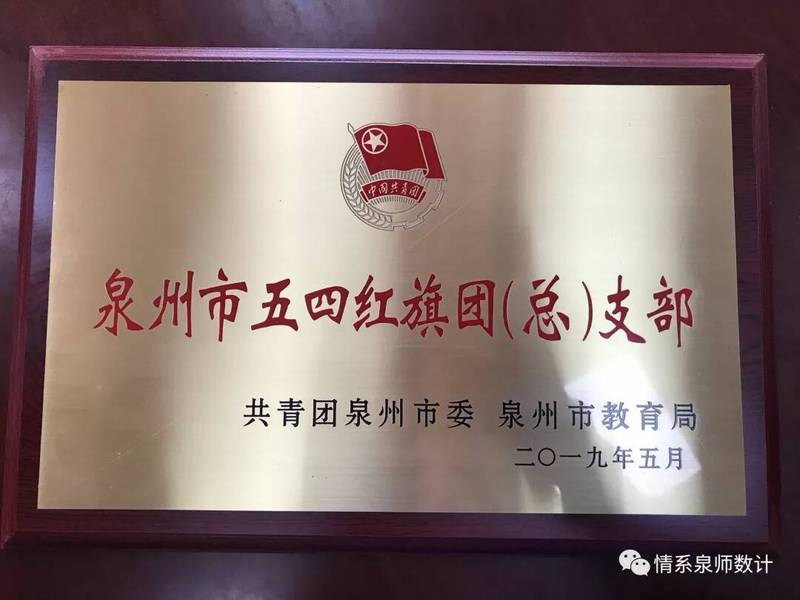 中国共青团
泉州市五四红旗团(总)支部
共青团泉州市委 泉州市教育局
二〇一九年五月
情系泉师数计